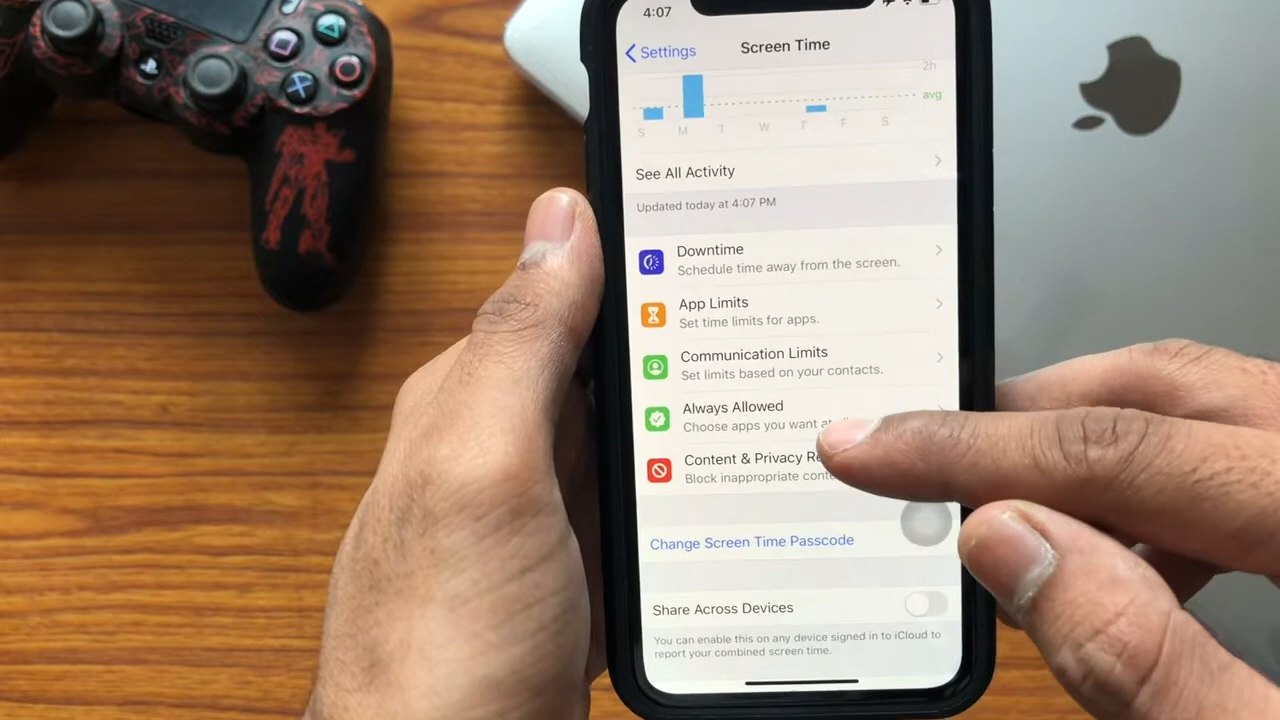 4:07
Settings
Screen Time
2h
avg
S M T W T F S
See All Activity
Updated today at 4:07 PM
Downtime
Schedule time away from the screen.
App Limits
Set time limits for apps.
Communication Limits
Set limits based on your contacts.
Always Allowed
Choose apps you want
Content & Privacy
Block inappropriate
Change Screen Time Passcode
Share Across Devices
You can enable this on any device signed in to iCloud to
report your combined screen time.